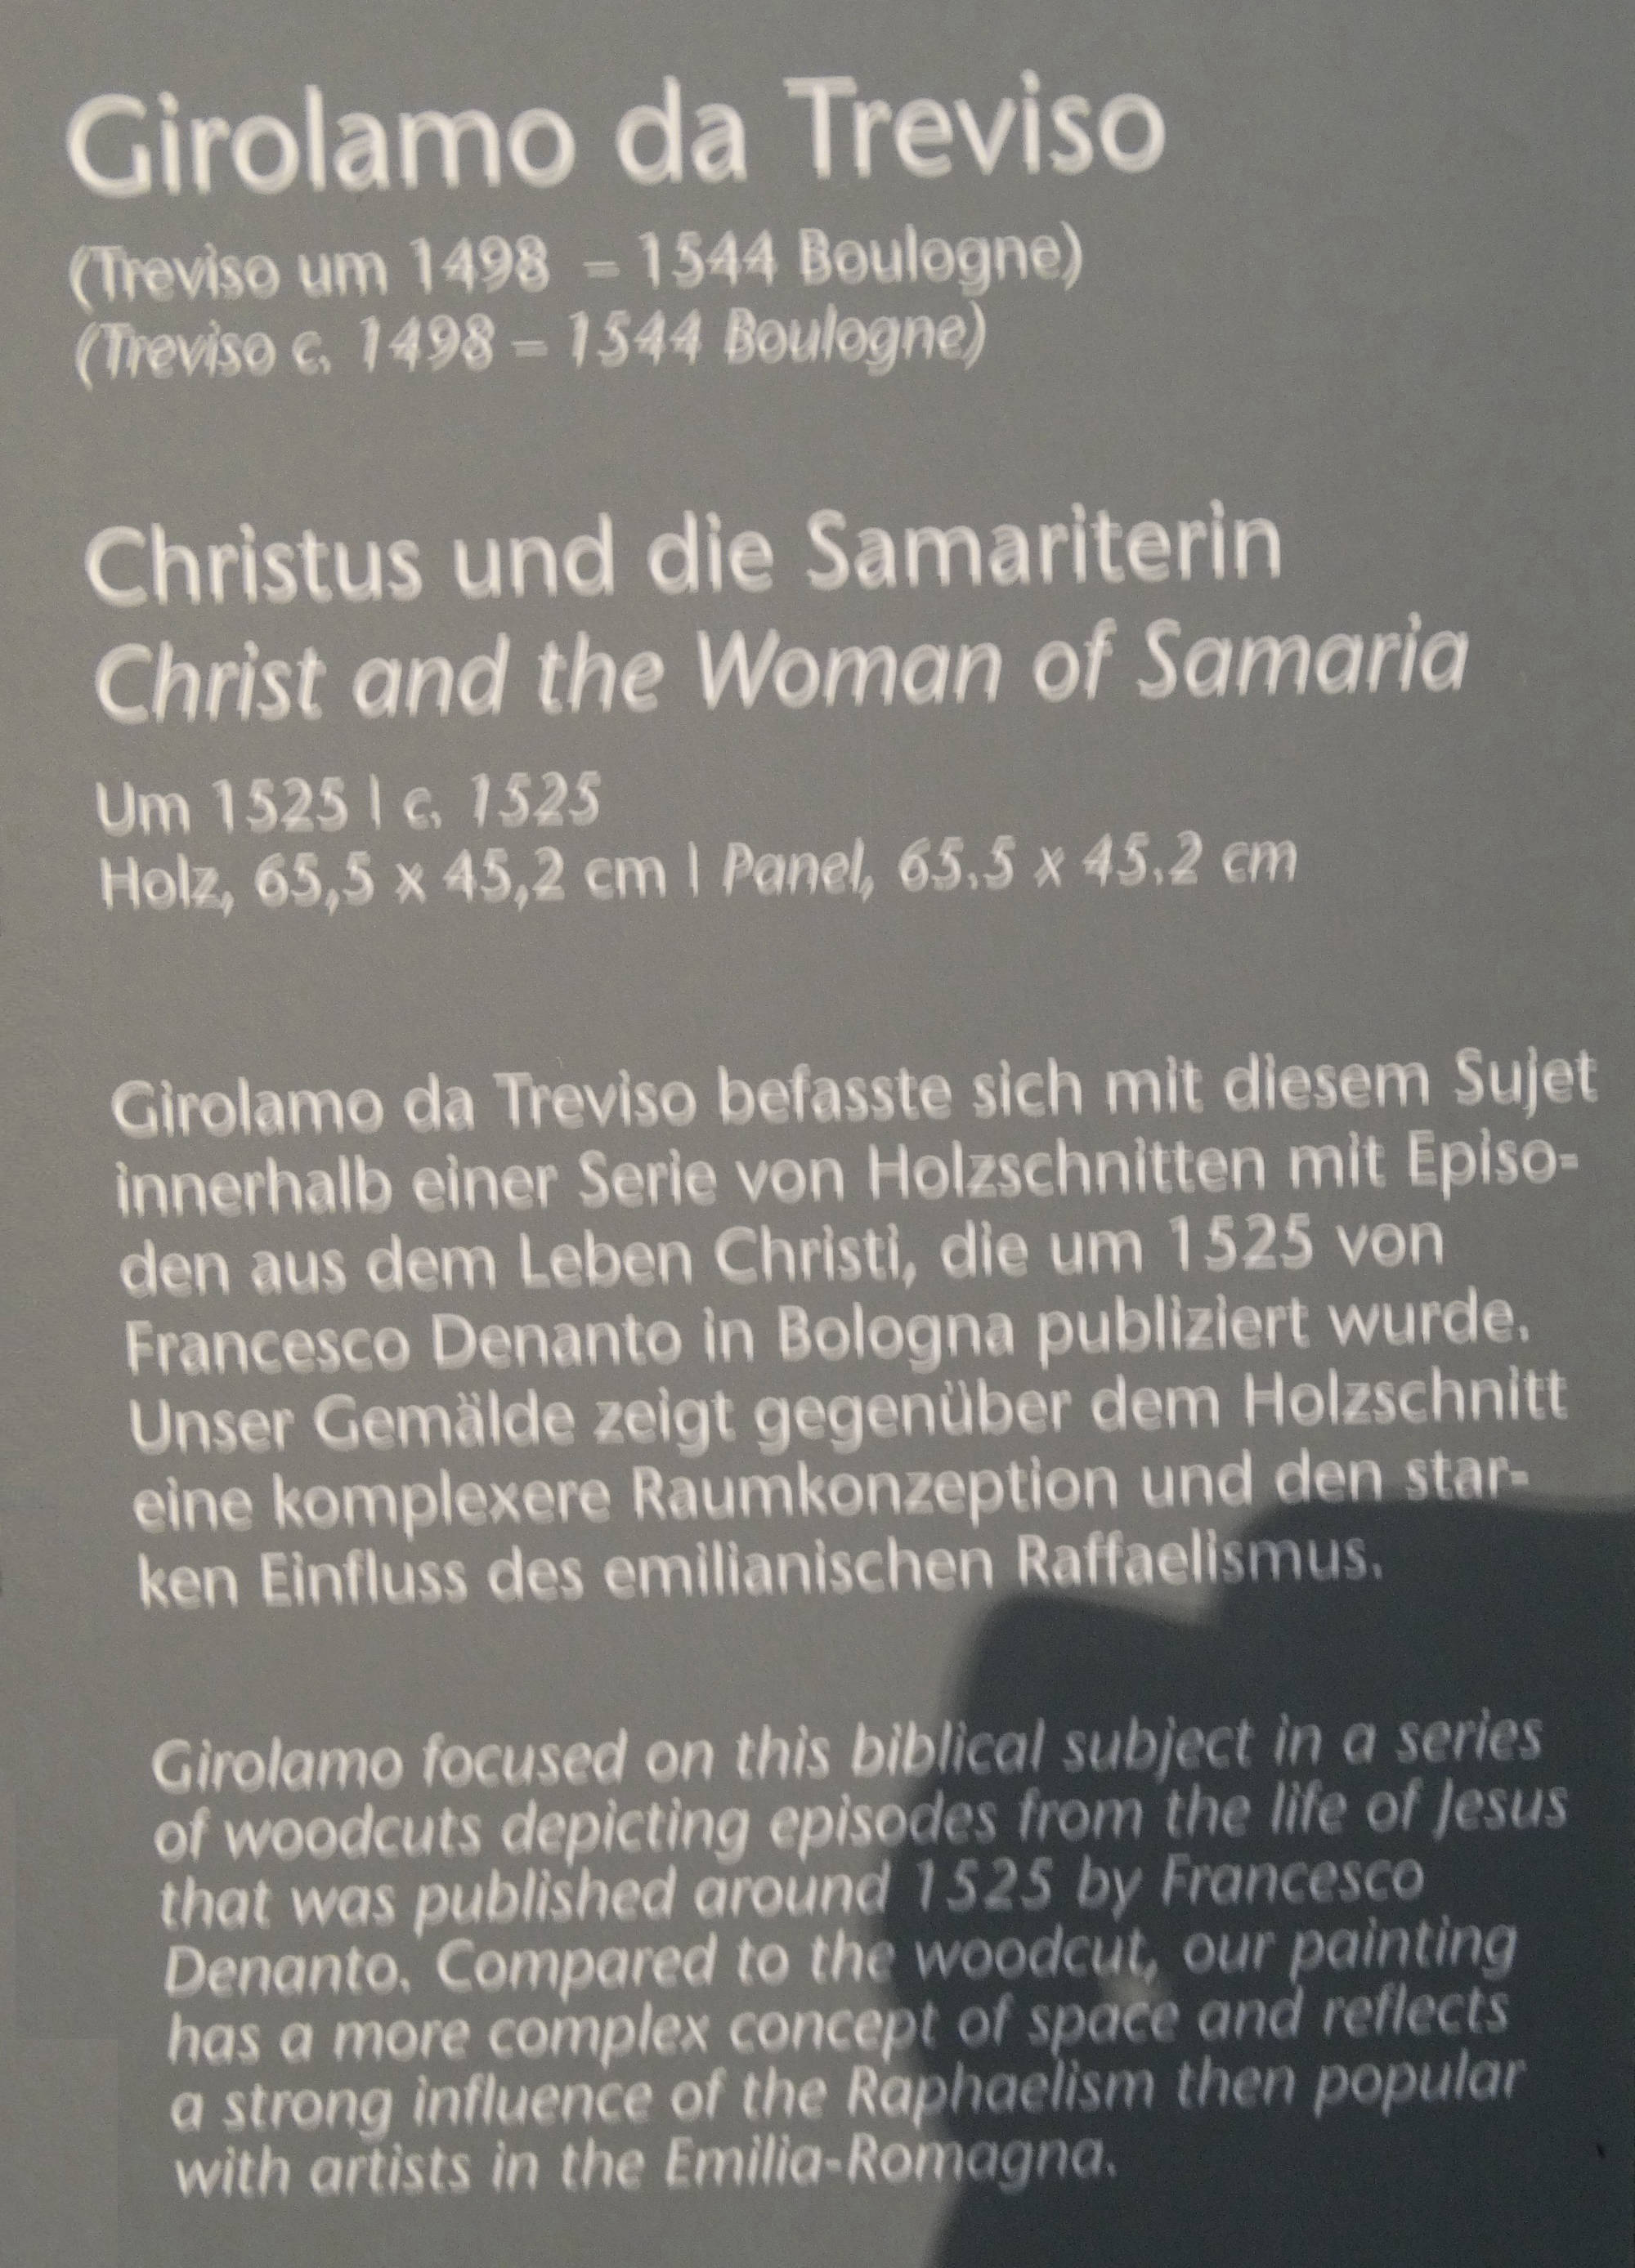 Girolamo da Treviso
(Treviso um 1498 – 1544 Boulogne)
(Treviso c. 1498 – 1544 Boulogne)
Christus und die Samariterin
Christ and the Woman of Samaria
Um 1525 | c. 1525
Holz, 65,5 x 45,2 cm | Panel, 65.5 x 45.2 cm
Girolamo da Treviso befasste sich mit diesem Sujet
innerhalb einer Serie von Holzschnitten mit Episo-
den aus dem Leben Christi, die um 1525 von
Francesco Denanto in Bologna publiziert wurde.
Unser Gemälde zeigt gegenüber dem Holzschnitt
eine komplexere Raumkonzeption und den star-
ken Einfluss des emilianischen Raffaelismus.
Girolamo focused on this biblical subject in a series
of woodcuts depicting episodes from the life of Jesus
that was published around 1525 by Francesco
Denanto. Compared to the woodcut, our painting
has a more complex concept of space and reflects
a strong influence of the Raphaelism then popular
with artists in the Emilia-Romagna.